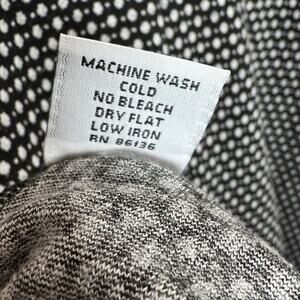 MACHINE WASH
COLD
NO BLEACH
DRY FLAT
LOW IRON
RN 86136